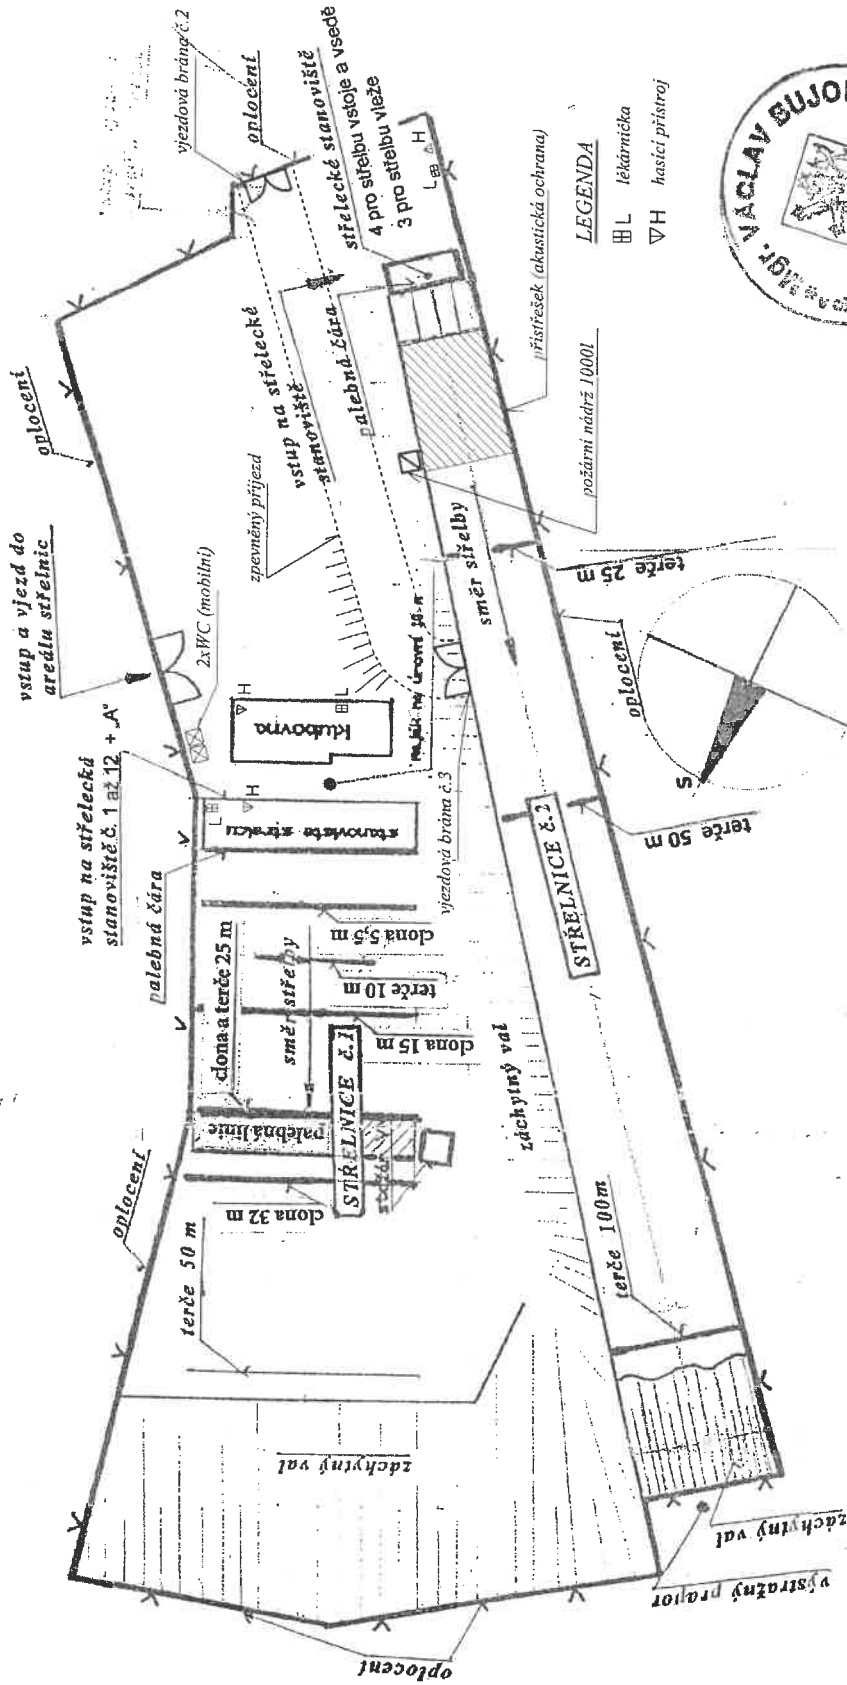 vjezdová brána č.2
oplocení
střelecké stanoviště
4 pro střelbu vstoje a vsedě
3 pro střelbu vleže
L
H
LEGENDA
L lékárnička
H hasicí přístroj
přístřešek (akustická ochrana)
požární nádrž 1000l
vstup na střelecké
stanoviště
palebná čára
zpevněný příjezd
oplocení
vstup a vjezd do
areálu střelnic
2xWC (mobilní)
H
L
Klubovna
směr střelby
terče 25 m
oplocení
S
terče 50 m
STŘELNICE č.2
vjezdová brána č.3
vstup na střelecká
stanoviště č. 1 až 12 + „A"
L
H
palebná čára
clona 5,5 m
terče 10 m
clona 15 m
clona a terče 25 m
směr střelby
STŘELNICE č.1
palebná linie
clona 32 m
záchytný val
oplocení
terče 50 m
terče 100m
záchytný val
záchytný val
výstražný prapor
oplocení
Mgr. VÁCLAV BUJO